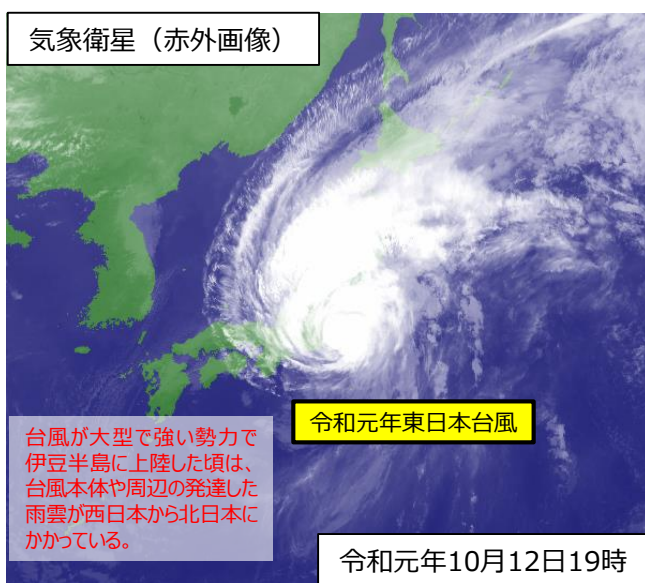 気象衛星（赤外画像）
令和元年東日本台風
台風が大型で強い勢力で
伊豆半島に上陸した頃は、
台風本体や周辺の発達した
雨雲が西日本から北日本に
かかっている。
令和元年10月12日19時